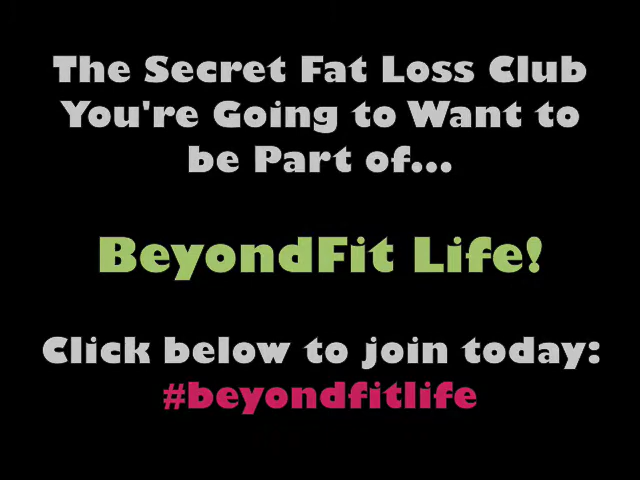 The Secret Fat Loss Club
You're Going to Want to
be Part of...
BeyondFit Life!
Click below to join today:
#beyondfitlife